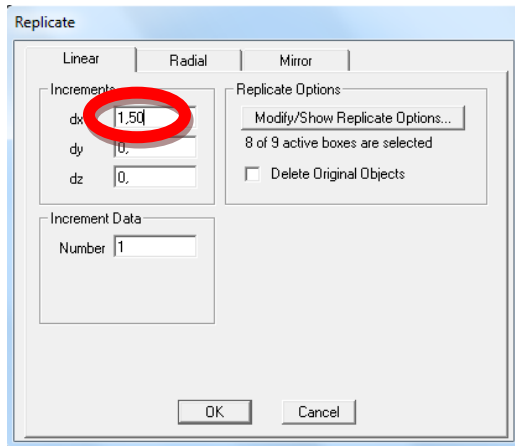 Replicate
Linear Radial Mirror
Increments
dx 1,50
dy 0,
dz 0,
Increment Data
Number 1
Replicate Options
Modify/Show Replicate Options...
8 of 9 active boxes are selected
Delete Original Objects
OK Cancel